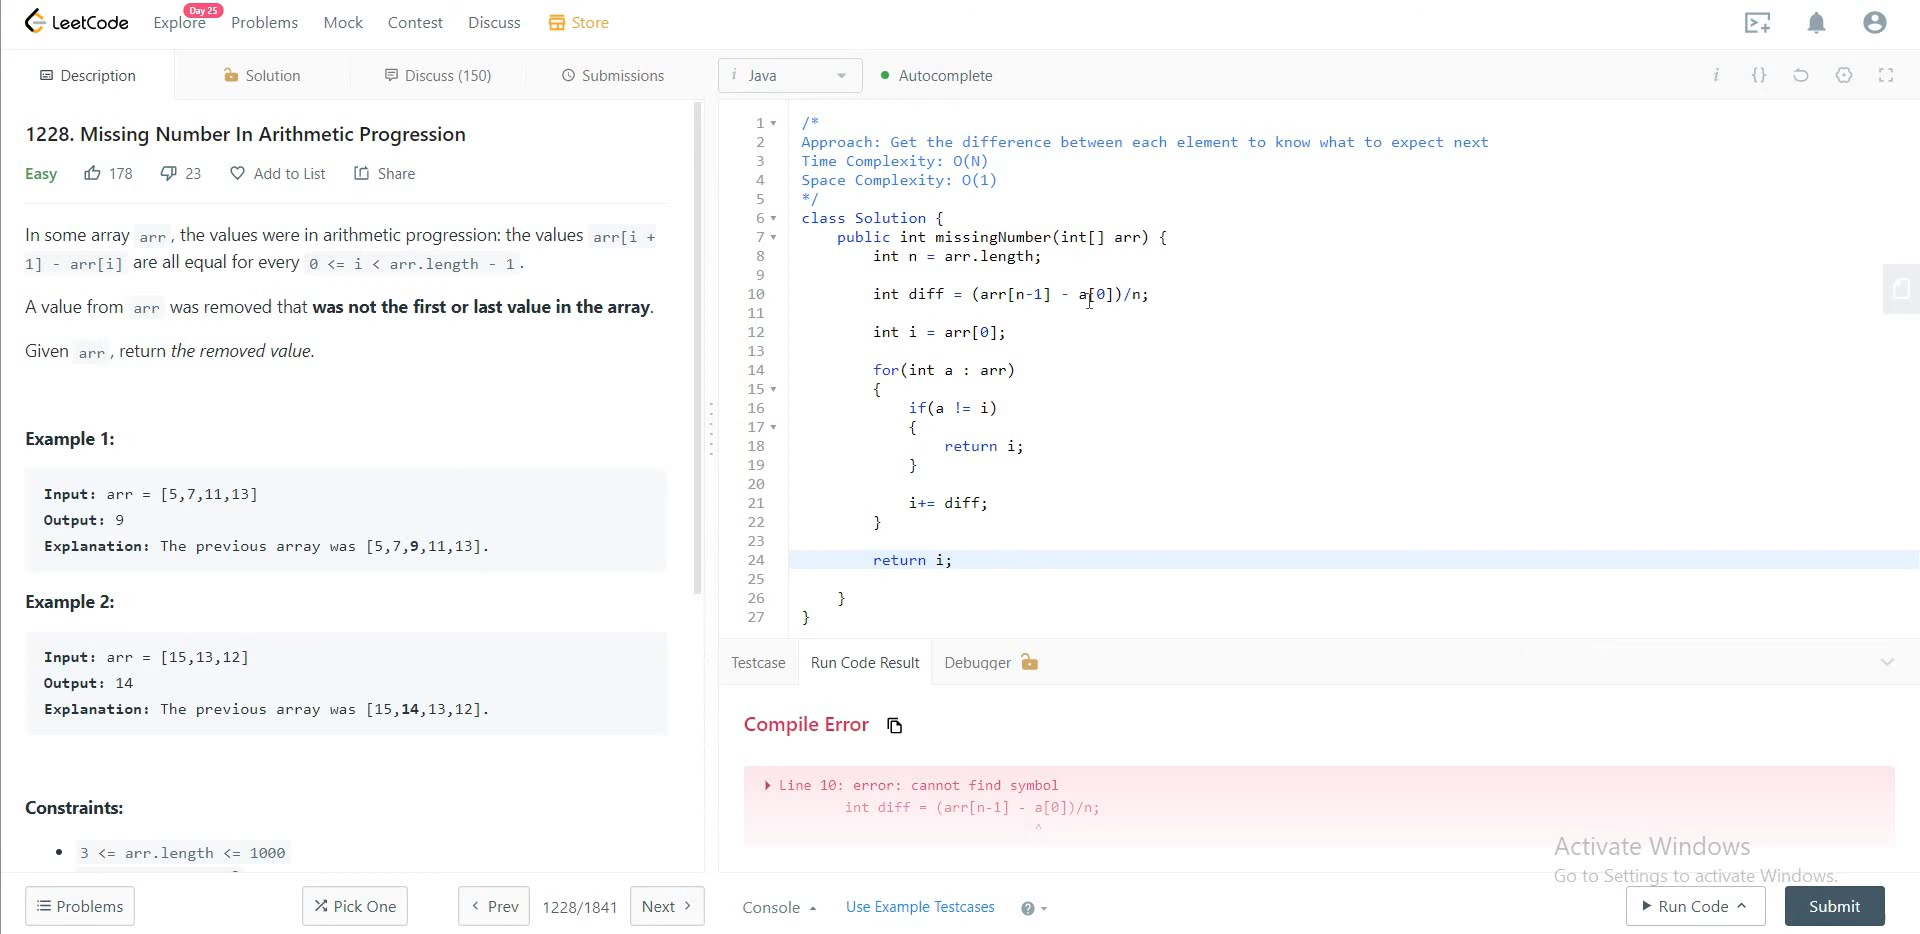 LeetCode
Explore
Day 25
Problems
Mock
Contest
Discuss
Store
Description
Solution
Discuss (150)
Submissions
i Java
Autocomplete
1228. Missing Number In Arithmetic Progression
Easy
178
23
Add to List
Share
In some array arr , the values were in arithmetic progression: the values arr[i +
1] - arr[i] are all equal for every 0 <= i < arr.length - 1 .
A value from arr was removed that was not the first or last value in the array.
Given arr , return the removed value.
Example 1:
Input: arr = [5,7,11,13]
Output: 9
Explanation: The previous array was [5,7,9,11,13].
Example 2:
Input: arr = [15,13,12]
Output: 14
Explanation: The previous array was [15,14,13,12].
Constraints:
• 3 <= arr.length <= 1000
1 /*
2 Approach: Get the difference between each element to know what to expect next
3 Time Complexity: O(N)
4 Space Complexity: O(1)
5 */
6 class Solution {
7 public int missingNumber(int[] arr) {
8 int n = arr.length;
9
10 int diff = (arr[n-1] - a[0])/n;
11
12 int i = arr[0];
13
14 for(int a : arr)
15 {
16 if(a != i)
17 {
18 return i;
19 }
20
21 i+= diff;
22 }
23
24 return i;
25
26 }
27 }
Testcase
Run Code Result
Debugger
Compile Error
Line 10: error: cannot find symbol
int diff = (arr[n-1] - a[0])/n;
^
Activate Windows
Go to Settings to activate Windows.
Problems
Pick One
Prev
1228/1841
Next
Console
Use Example Testcases
Run Code
Submit